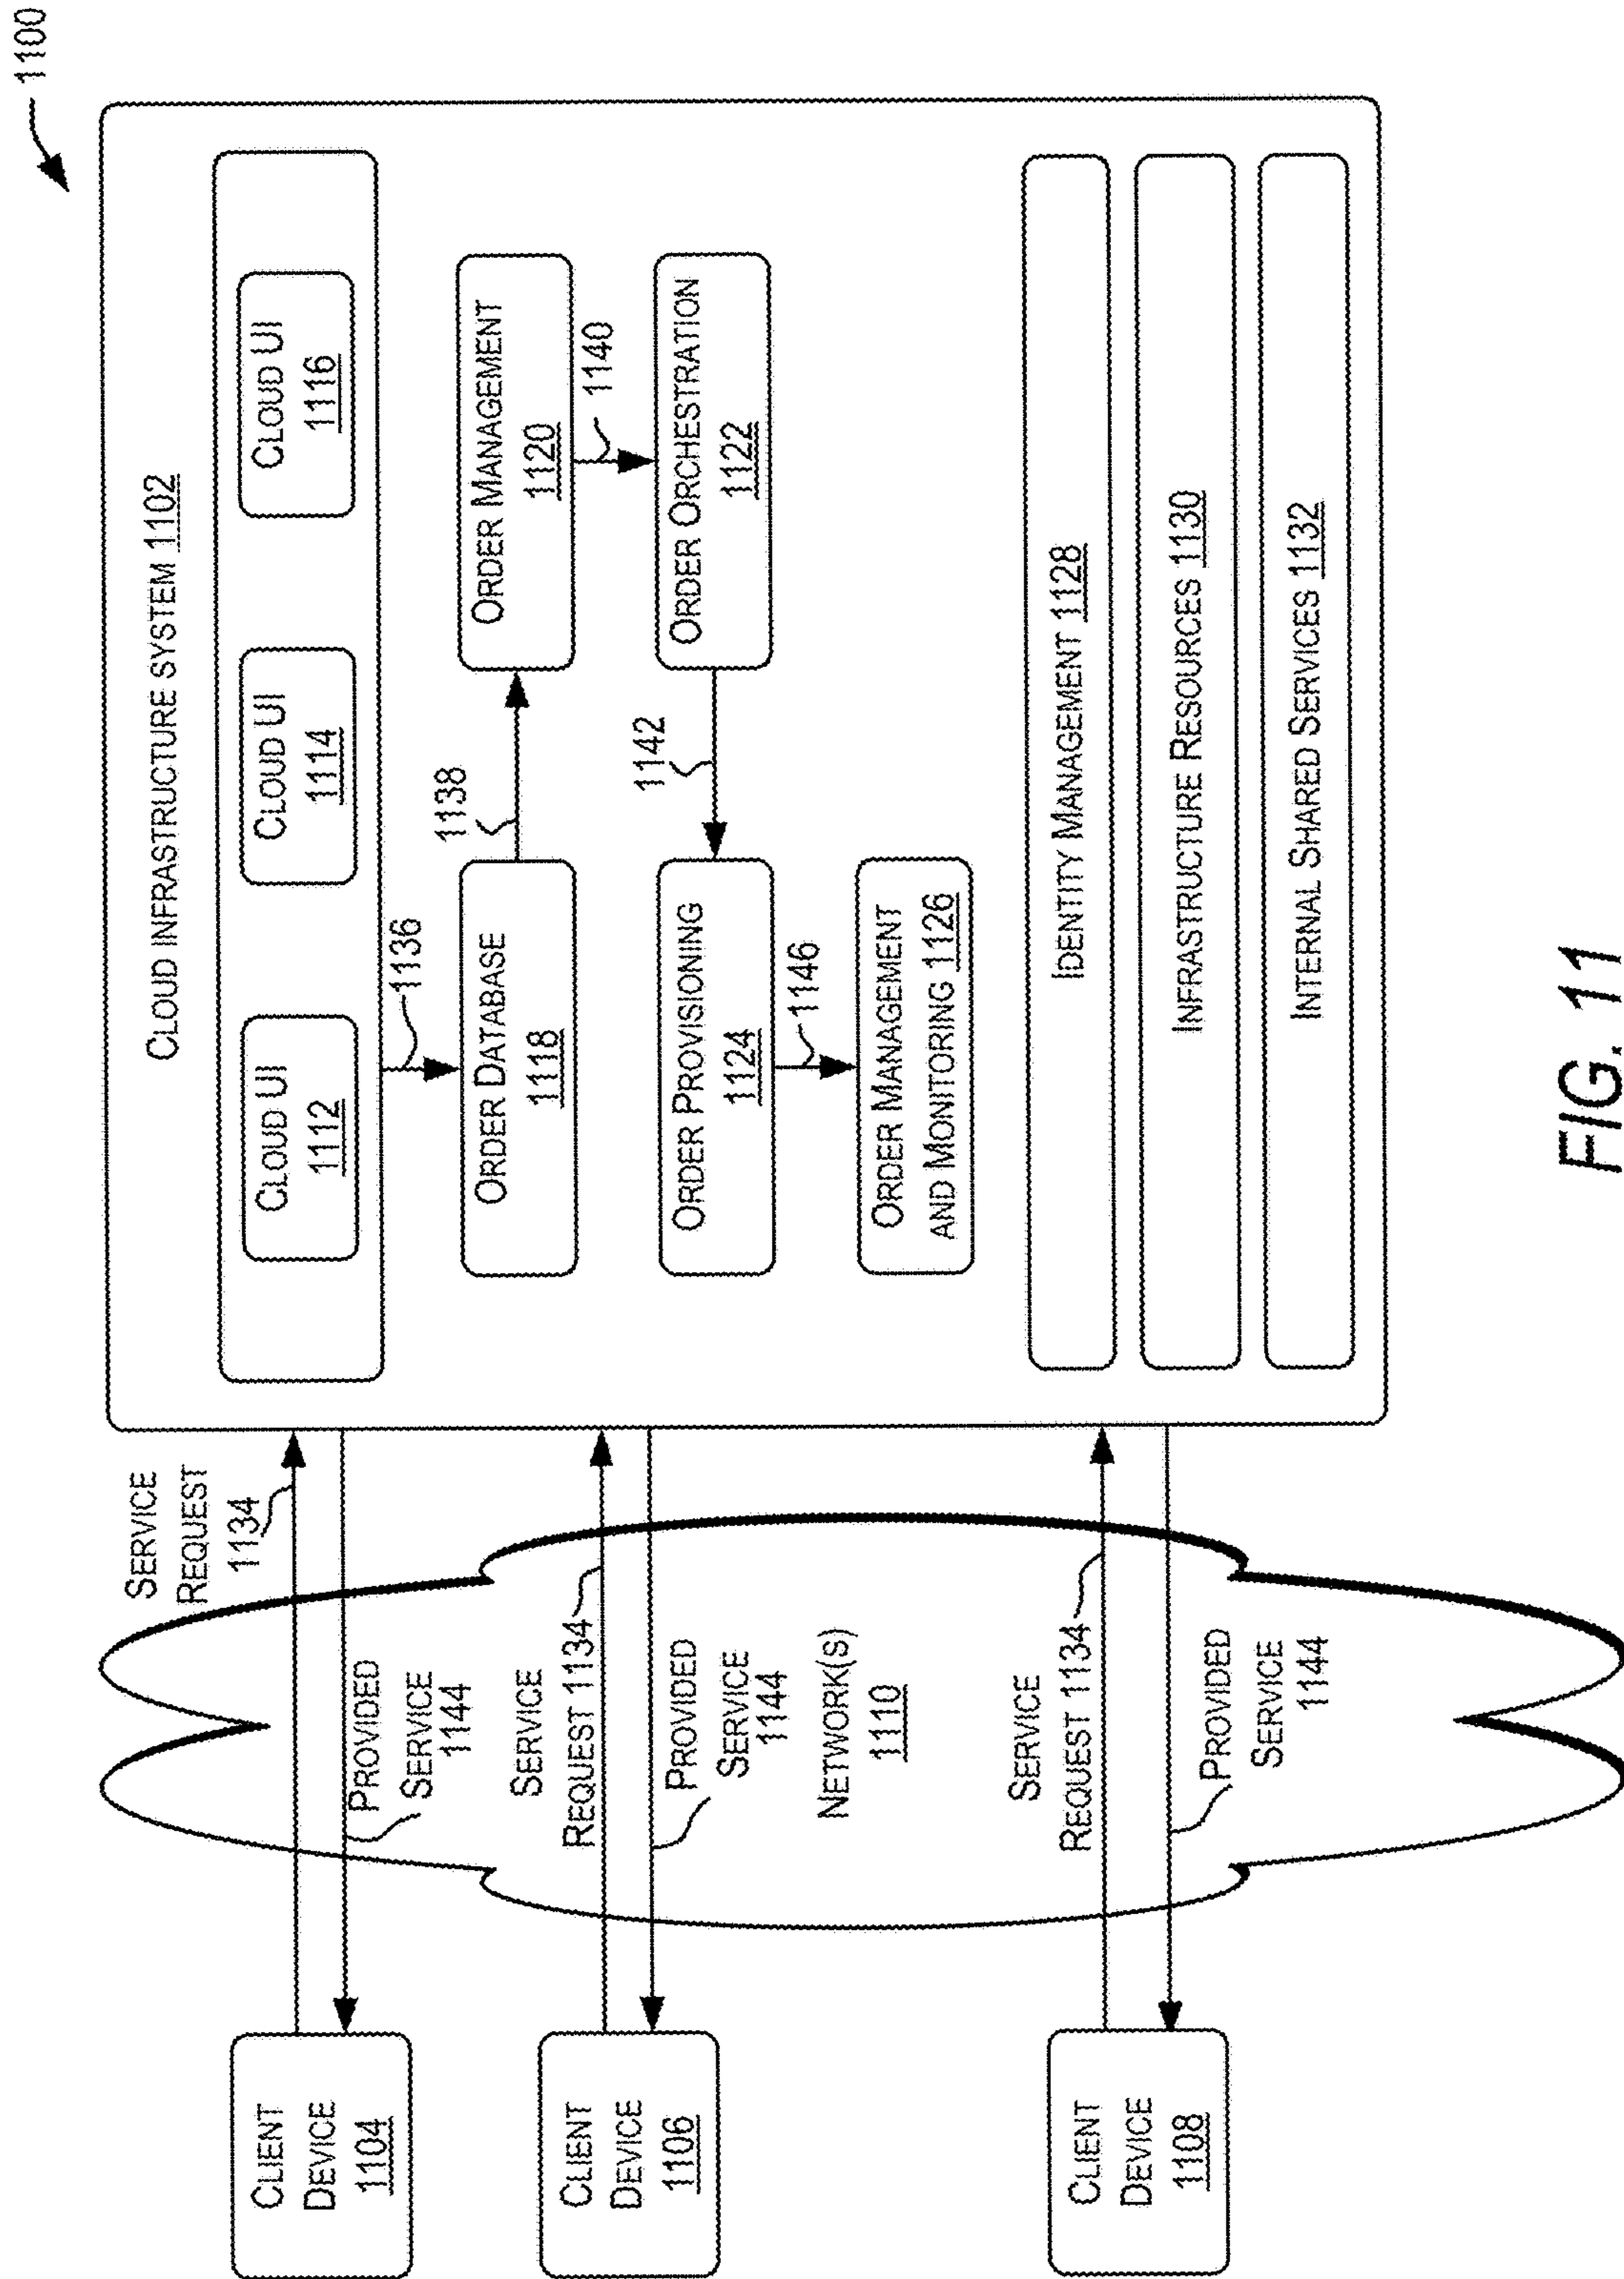 1100
CLOUD INFRASTRUCTURE SYSTEM 1102
CLOUD UI
1112
CLOUD UI
1114
CLOUD UI
1116
1136
ORDER DATABASE
1118
1138
ORDER MANAGEMENT
1120
1140
ORDER ORCHESTRATION
1122
1142
ORDER PROVISIONING
1124
1146
ORDER MANAGEMENT
AND MONITORING 1126
IDENTITY MANAGEMENT 1128
INFRASTRUCTURE RESOURCES 1130
INTERNAL SHARED SERVICES 1132
CLIENT
DEVICE
1104
SERVICE
REQUEST
1134
PROVIDED
SERVICE
1144
CLIENT
DEVICE
1106
SERVICE
REQUEST 1134
PROVIDED
SERVICE
1144
NETWORK(S)
1110
CLIENT
DEVICE
1108
SERVICE
REQUEST 1134
PROVIDED
SERVICE
1144
FIG. 11